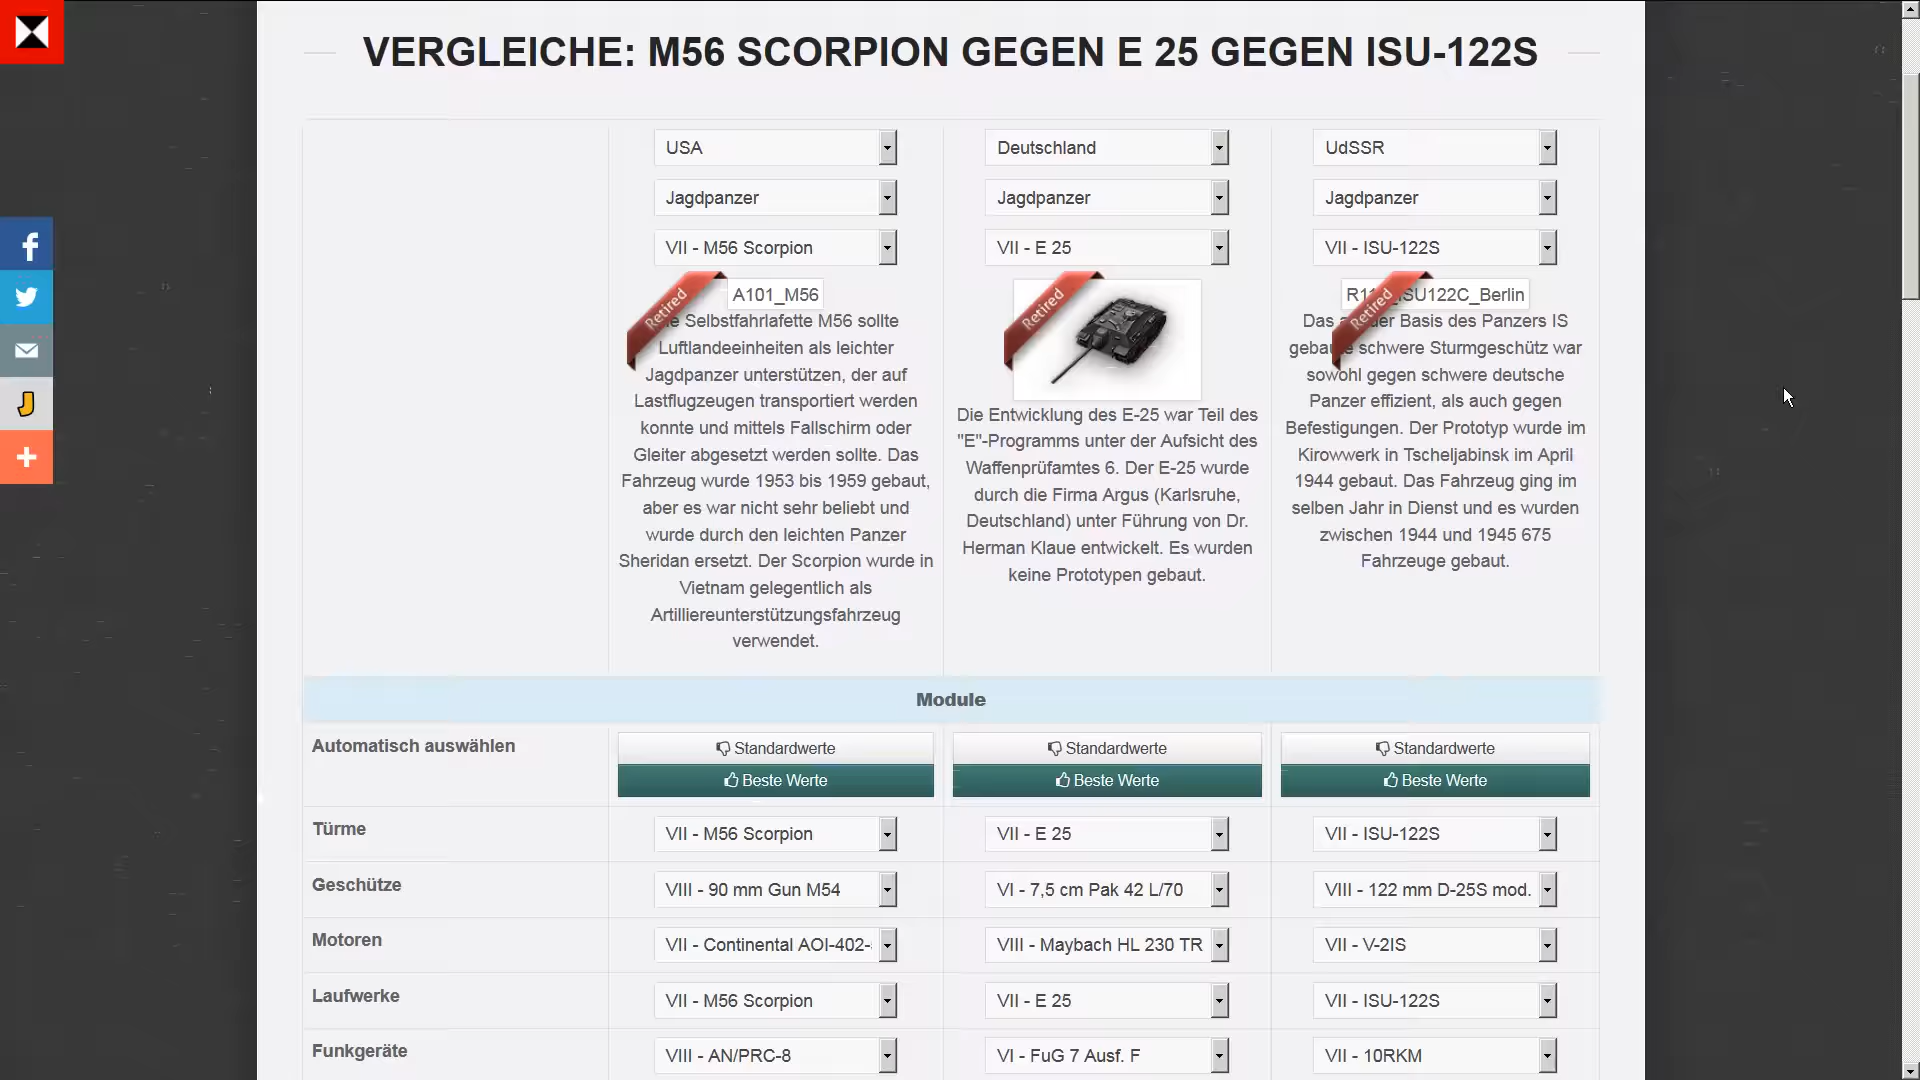 VERGLEICHE: M56 SCORPION GEGEN E 25 GEGEN ISU-122S
USA
Deutschland
UdSSR
Jagdpanzer
Jagdpanzer
Jagdpanzer
VII - M56 Scorpion
VII - E 25
VII - ISU-122S
Retired
A101_M56
Selbstfahrlafette M56 sollte
Luftlandeeinheiten als leichter
Jagdpanzer unterstützen, der auf
Lastflugzeugen transportiert werden
konnte und mittels Fallschirm oder
Gleiter abgesetzt werden sollte. Das
Fahrzeug wurde 1953 bis 1959 gebaut,
aber es war nicht sehr beliebt und
wurde durch den leichten Panzer
Sheridan ersetzt. Der Scorpion wurde in
Vietnam gelegentlich als
Artilliereunterstützungsfahrzeug
verwendet.
Retired
Die Entwicklung des E-25 war Teil des
"E"-Programms unter der Aufsicht des
Waffenprüfamtes 6. Der E-25 wurde
durch die Firma Argus (Karlsruhe,
Deutschland) unter Führung von Dr.
Herman Klaue entwickelt. Es wurden
keine Prototypen gebaut.
Retired
ISU122C_Berlin
Das der Basis des Panzers IS
schwere Sturmgeschütz war
sowohl gegen schwere deutsche
Panzer effizient, als auch gegen
Befestigungen. Der Prototyp wurde im
Kirowwerk in Tscheljabinsk im April
1944 gebaut. Das Fahrzeug ging im
selben Jahr in Dienst und es wurden
zwischen 1944 und 1945 675
Fahrzeuge gebaut.
Module
Automatisch auswählen
Standardwerte
Beste Werte
Standardwerte
Beste Werte
Standardwerte
Beste Werte
Türme
VII - M56 Scorpion
VII - E 25
VII - ISU-122S
Geschütze
VIII - 90 mm Gun M54
VI - 7,5 cm Pak 42 L/70
VIII - 122 mm D-25S mod.
Motoren
VII - Continental AOI-402-
VIII - Maybach HL 230 TR
VII - V-2IS
Laufwerke
VII - M56 Scorpion
VII - E 25
VII - ISU-122S
Funkgeräte
VIII - AN/PRC-8
VI - FuG 7 Ausf. F
VII - 10RKM